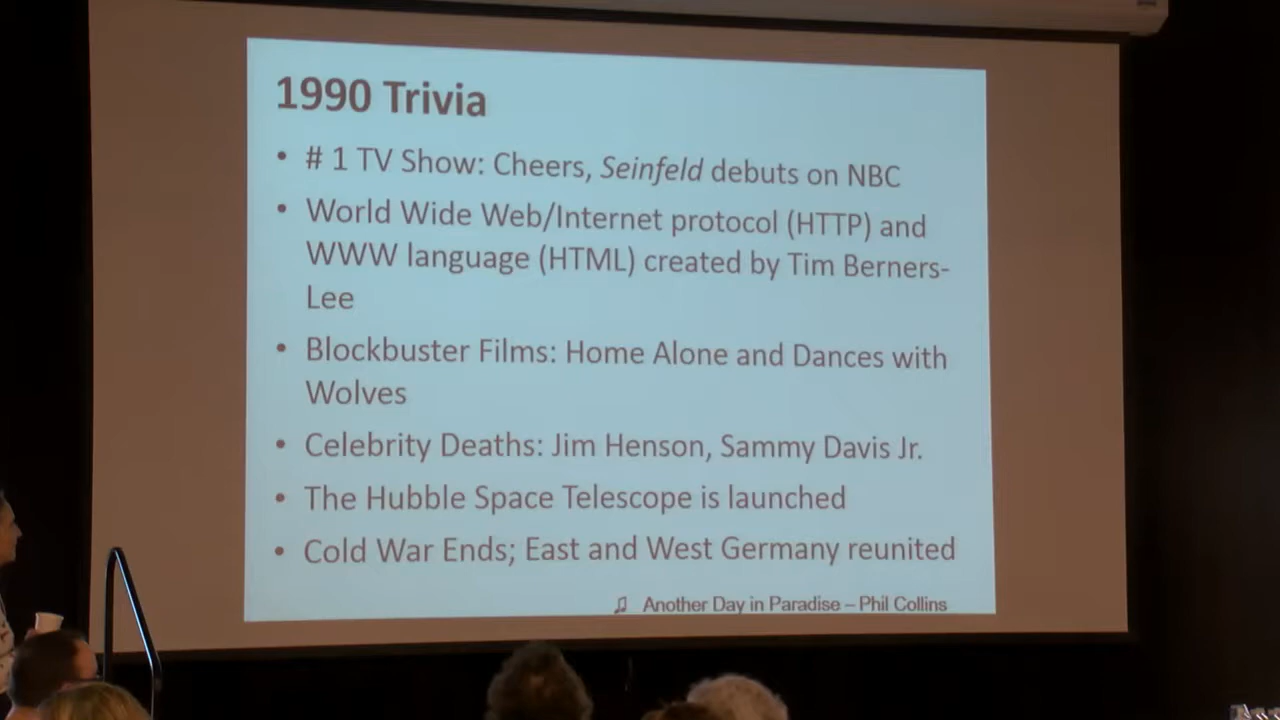 1990 Trivia
• # 1 TV Show: Cheers, Seinfeld debuts on NBC
• World Wide Web/Internet protocol (HTTP) and
WWW language (HTML) created by Tim Berners-
Lee
• Blockbuster Films: Home Alone and Dances with
Wolves
• Celebrity Deaths: Jim Henson, Sammy Davis Jr.
• The Hubble Space Telescope is launched
• Cold War Ends; East and West Germany reunited
♫ Another Day in Paradise – Phil Collins